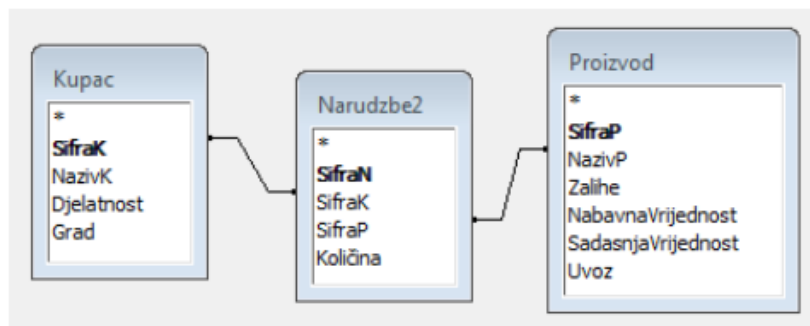 Kupac
*
SifraK
NazivK
Djelatnost
Grad
Narudzbe2
*
SifraN
SifraK
SifraP
Količina
Proizvod
*
SifraP
NazivP
Zalihe
NabavnaVrijednost
SadasnjaVrijednost
Uvoz